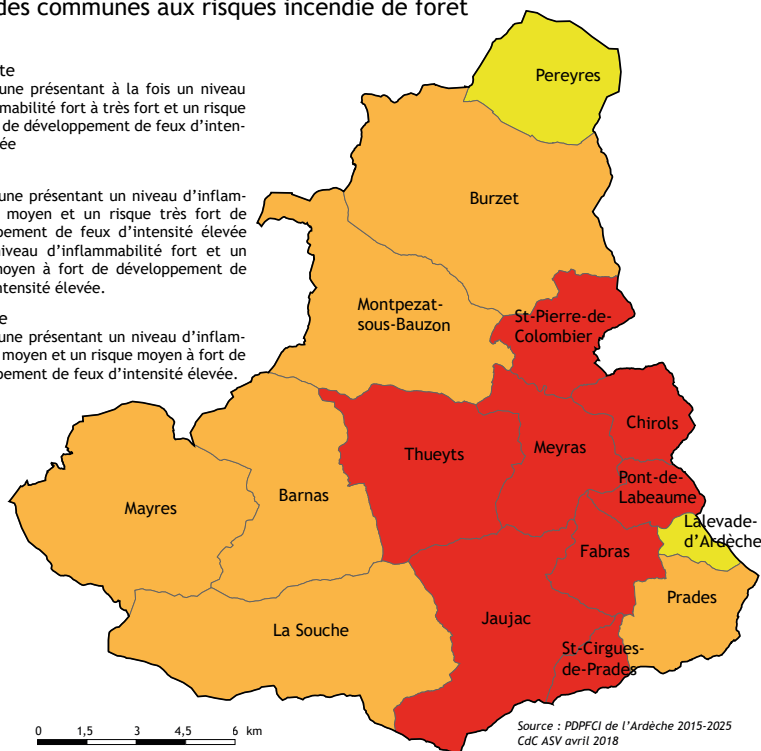 des communes aux risques incendie de forêt
te
une présentant à la fois un niveau
mmabilité fort à très fort et un risque
de développement de feux d’inten-
ée
une présentant un niveau d’inflam-
moyen et un risque très fort de
pement de feux d’intensité élevée
niveau d’inflammabilité fort et un
moyen à fort de développement de
ntensité élevée.
e
une présentant un niveau d’inflam-
moyen et un risque moyen à fort de
pement de feux d’intensité élevée.
Pereyres
Burzet
Montpezat-
sous-Bauzon
St-Pierre-de-
Colombier
Chirols
Thueyts
Meyras
Pont-de-
Labeaume
Mayres
Barnas
Lalevade-
d’Ardèche
Fabras
Prades
La Souche
Jaujac
St-Cirgues-
de-Prades
0 1,5 3 4,5 6 km
Source : PDPFCI de l’Ardèche 2015-2025
CdC ASV avril 2018